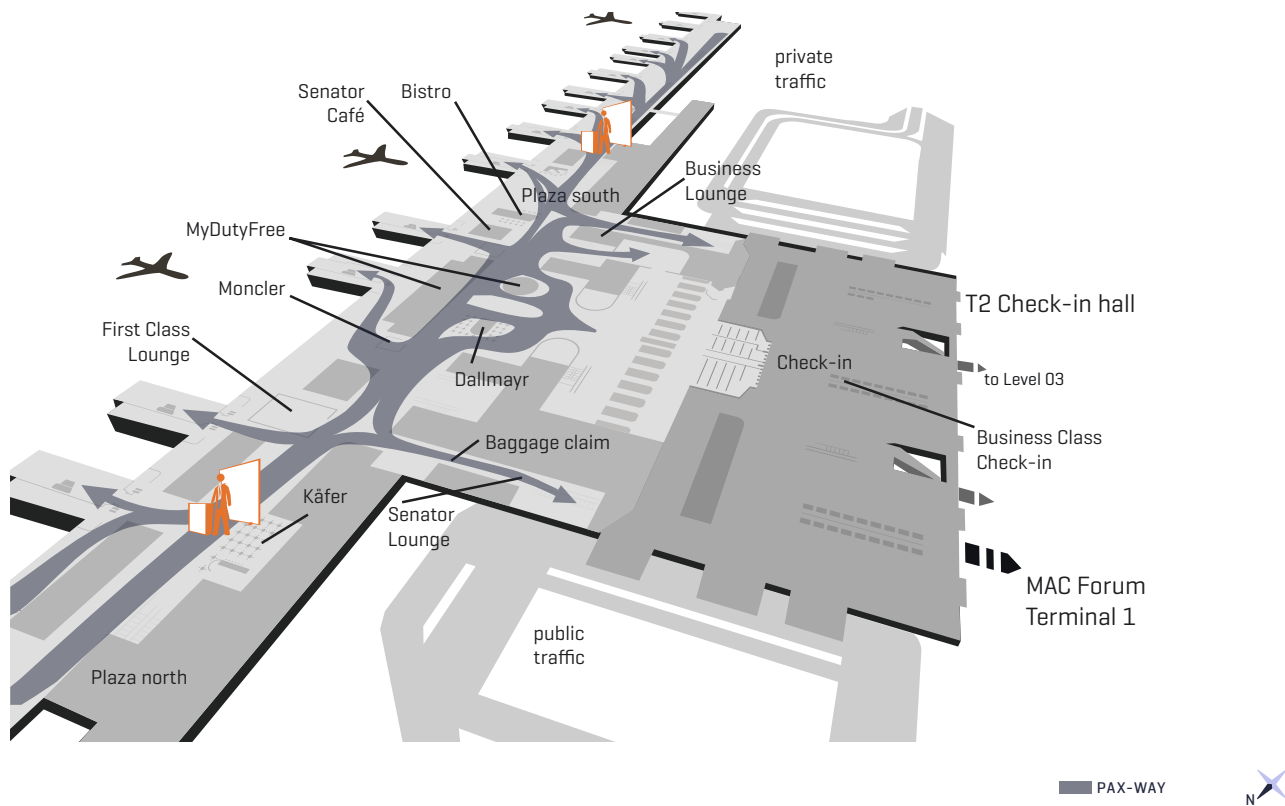 private
traffic
Senator
Café
Bistro
Business
Lounge
Plaza south
MyDutyFree
Moncler
T2 Check-in hall
First Class
Lounge
Check-in
to Level 03
Dallmayr
Business Class
Check-in
Baggage claim
Käfer
Senator
Lounge
MAC Forum
Terminal 1
public
traffic
Plaza north
PAX-WAY
N